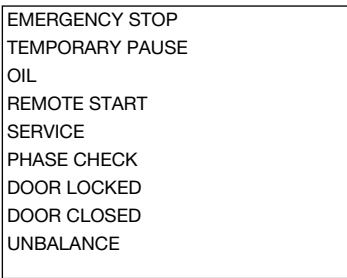 EMERGENCY STOP
TEMPORARY PAUSE
OIL
REMOTE START
SERVICE
PHASE CHECK
DOOR LOCKED
DOOR CLOSED
UNBALANCE